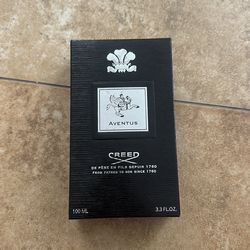 AVENTUS
CREED
DE PÈRE EN FILS DEPUIS 1760
FROM FATHER TO SON SINCE 1760
100 ML 3.3 FL.OZ.